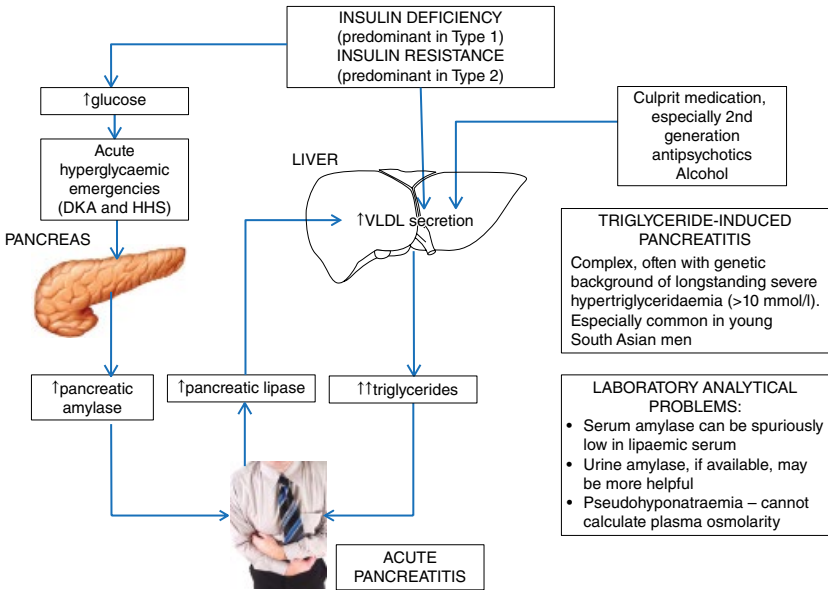 INSULIN DEFICIENCY
(predominant in Type 1)
INSULIN RESISTANCE
(predominant in Type 2)
↑glucose
Acute
hyperglycaemic
emergencies
(DKA and HHS)
PANCREAS
LIVER
↑VLDL secretion
Culprit medication,
especially 2nd
generation
antipsychotics
Alcohol
TRIGLYCERIDE-INDUCED
PANCREATITIS
Complex, often with genetic
background of longstanding severe
hypertriglyceridaemia (>10 mmol/l).
Especially common in young
South Asian men
↑pancreatic
amylase
↑pancreatic lipase
↑↑triglycerides
LABORATORY ANALYTICAL
PROBLEMS:
• Serum amylase can be spuriously
low in lipaemic serum
• Urine amylase, if available, may
be more helpful
• Pseudohyponatraemia – cannot
calculate plasma osmolarity
ACUTE
PANCREATITIS